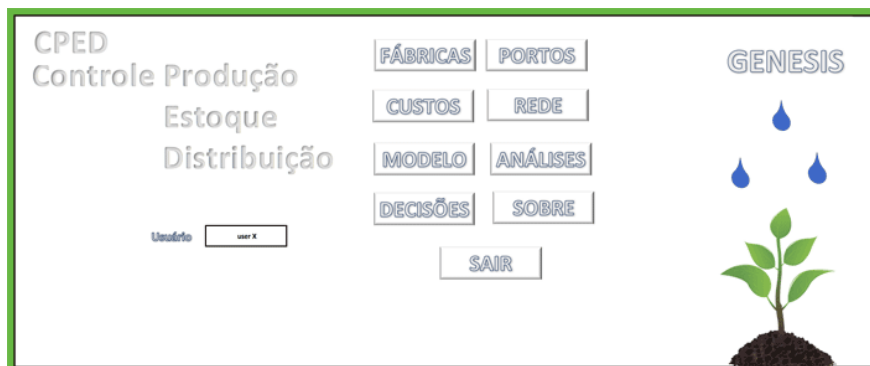 CPED
Controle Produção
Estoque
Distribuição
Usuário user X
FÁBRICAS PORTOS
CUSTOS REDE
MODELO ANÁLISES
DECISÕES SOBRE
SAIR
GENESIS